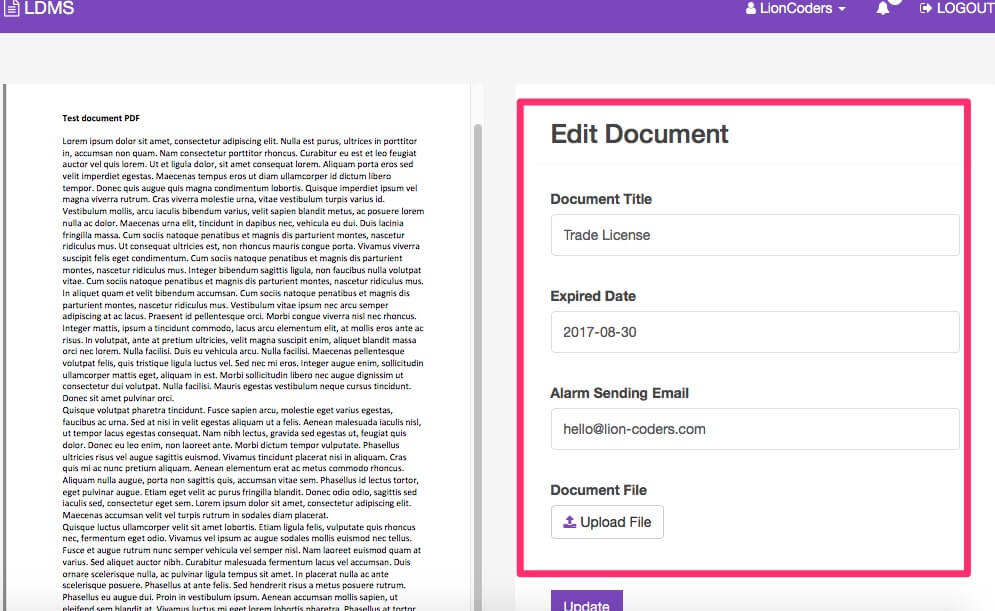 LDMS
LionCoders
LOGOUT
Test document PDF
Lorem ipsum dolor sit amet, consectetur adipiscing elit. Nulla est purus, ultrices in porttitor
in, accumsan non quam. Nam consectetur porttitor rhoncus. Curabitur eu est et leo feugiat
auctor vel quis lorem. Ut et ligula dolor, sit amet consequat lorem. Aliquam porta eros sed
velit imperdiet egestas. Maecenas tempus eros ut diam ullamcorper id dictum libero
tempor. Donec quis augue quis magna condimentum lobortis. Quisque imperdiet ipsum vel
magna viverra rutrum. Cras viverra molestie urna, vitae vestibulum turpis varius id.
Vestibulum mollis, arcu iaculis bibendum varius, velit sapien blandit metus, ac posuere lorem
nulla ac dolor. Maecenas urna elit, tincidunt in dapibus nec, vehicula eu dui. Duis lacinia
fringilla massa. Cum sociis natoque penatibus et magnis dis parturient montes, nascetur
ridiculus mus. Ut consequat ultricies est, non rhoncus mauris congue porta. Vivamus viverra
suscipit felis eget condimentum. Cum sociis natoque penatibus et magnis dis parturient
montes, nascetur ridiculus mus. Integer bibendum sagittis ligula, non faucibus nulla volutpat
vitae. Cum sociis natoque penatibus et magnis dis parturient montes, nascetur ridiculus mus.
In aliquet quam et velit bibendum accumsan. Cum sociis natoque penatibus et magnis dis
parturient montes, nascetur ridiculus mus. Vestibulum vitae ipsum nec arcu semper
adipiscing at ac lacus. Praesent id pellentesque orci. Morbi congue viverra nisl nec rhoncus.
Integer mattis, ipsum a tincidunt commodo, lacus arcu elementum elit, at mollis eros ante ac
risus. In volutpat, ante at pretium ultricies, velit magna suscipit enim, aliquet blandit massa
orci nec lorem. Nulla facilisi. Duis eu vehicula arcu. Nulla facilisi. Maecenas pellentesque
volutpat felis, quis tristique ligula luctus vel. Sed nec mi eros. Integer augue enim, sollicitudin
ullamcorper mattis eget, aliquam in est. Morbi sollicitudin libero nec augue dignissim ut
consectetur dui volutpat. Nulla facilisi. Mauris egestas vestibulum neque cursus tincidunt.
Donec sit amet pulvinar orci.
Quisque volutpat pharetra tincidunt. Fusce sapien arcu, molestie eget varius egestas,
faucibus ac urna. Sed at nisi in velit egestas aliquam ut a felis. Aenean malesuada iaculis nisl,
ut tempor lacus egestas consequat. Nam nibh lectus, gravida sed egestas ut, feugiat quis
dolor. Donec eu leo enim, non laoreet ante. Morbi dictum tempor vulputate. Phasellus
ultricies risus vel augue sagittis euismod. Vivamus tincidunt placerat nisi in aliquam. Cras
quis mi ac nunc pretium aliquam. Aenean elementum erat ac metus commodo rhoncus.
Aliquam nulla augue, porta non sagittis quis, accumsan vitae sem. Phasellus id lectus tortor,
eget pulvinar augue. Etiam eget velit ac purus fringilla blandit. Donec odio odio, sagittis sed
iaculis sed, consectetur eget sem. Lorem ipsum dolor sit amet, consectetur adipiscing elit.
Maecenas accumsan velit vel turpis rutrum in sodales diam placerat.
Quisque luctus ullamcorper velit sit amet lobortis. Etiam ligula felis, vulputate quis rhoncus
nec, fermentum eget odio. Vivamus vel ipsum ac augue sodales mollis euismod nec tellus.
Fusce et augue rutrum nunc semper vehicula vel semper nisl. Nam laoreet euismod quam at
varius. Sed aliquet auctor nibh. Curabitur malesuada fermentum lacus vel accumsan. Duis
ornare scelerisque nulla, ac pulvinar ligula tempus sit amet. In placerat nulla ac ante
scelerisque posuere. Phasellus at ante felis. Sed hendrerit risus a metus posuere rutrum.
Phasellus eu augue dui. Proin in vestibulum ipsum. Aenean accumsan mollis sapien, ut
eleifend sem blandit at. Vivamus luctus mi eget lorem lobortis pharetra. Phasellus at tortor
Edit Document
Document Title
Trade License
Expired Date
2017-08-30
Alarm Sending Email
hello@lion-coders.com
Document File
Upload File
Update